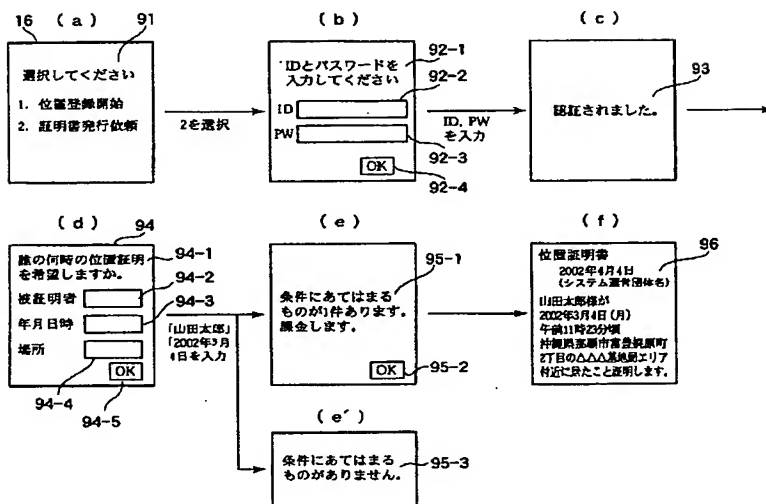 16
(a)
91
選択してください
1. 位置登録開始
2. 証明書発行依頼
2を選択
(b)
IDとパスワードを
入力してください
92-1
92-2
ID
PW
92-3
OK
92-4
ID, PW
を入力
(c)
93
認証されました。
(d)
94
誰の何時の位置証明
を希望しますか。
94-1
94-2
被証明者
94-3
年月日時
場所
94-4
OK
94-5
「山田太郎」
「2002年3月
4日を入力
(e)
95-1
条件にあてはまる
ものが1件あります。
課金します。
OK
95-2
(e´)
条件にあてはまる
ものがありません。
95-3
(f)
位置証明書
96
2002年4月4日
(システム運営団体名)
山田太郎様が
2002年3月4日(月)
午前11時23分頃
沖縄県那覇市
2丁目の△△△基地局エリア
付近に居たこと証明します。